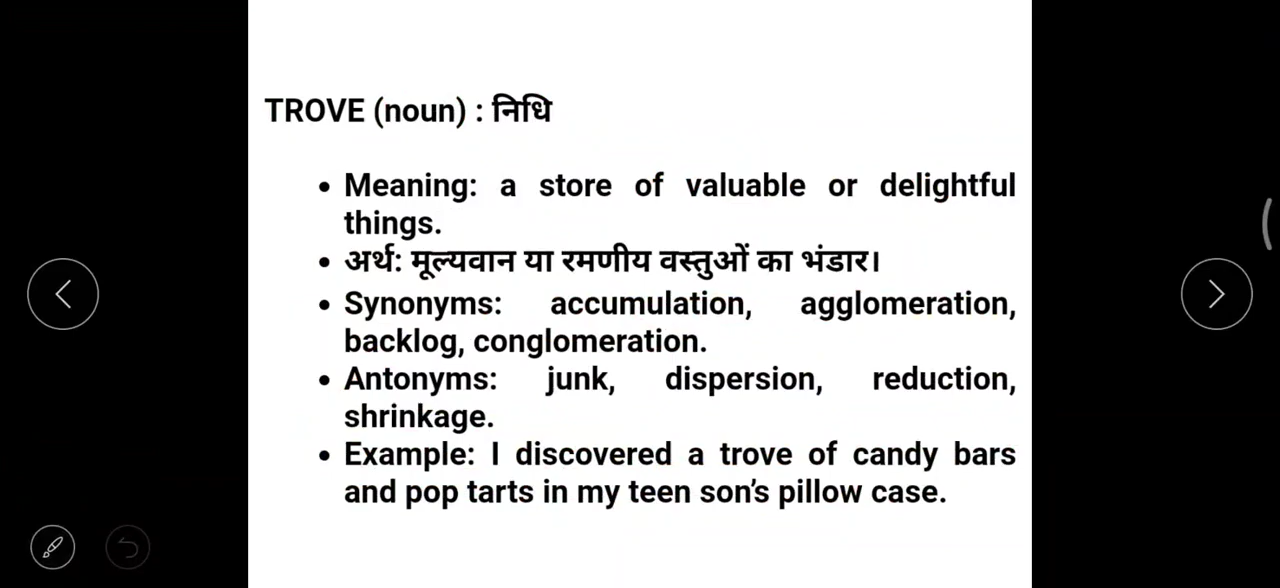 TROVE (noun) : निधि
• Meaning: a store of valuable or delightful
things.
• अर्थ: मूल्यवान या रमणीय वस्तुओं का भंडार।
• Synonyms: accumulation, agglomeration,
backlog, conglomeration.
• Antonyms: junk, dispersion, reduction,
shrinkage.
• Example: I discovered a trove of candy bars
and pop tarts in my teen son's pillow case.